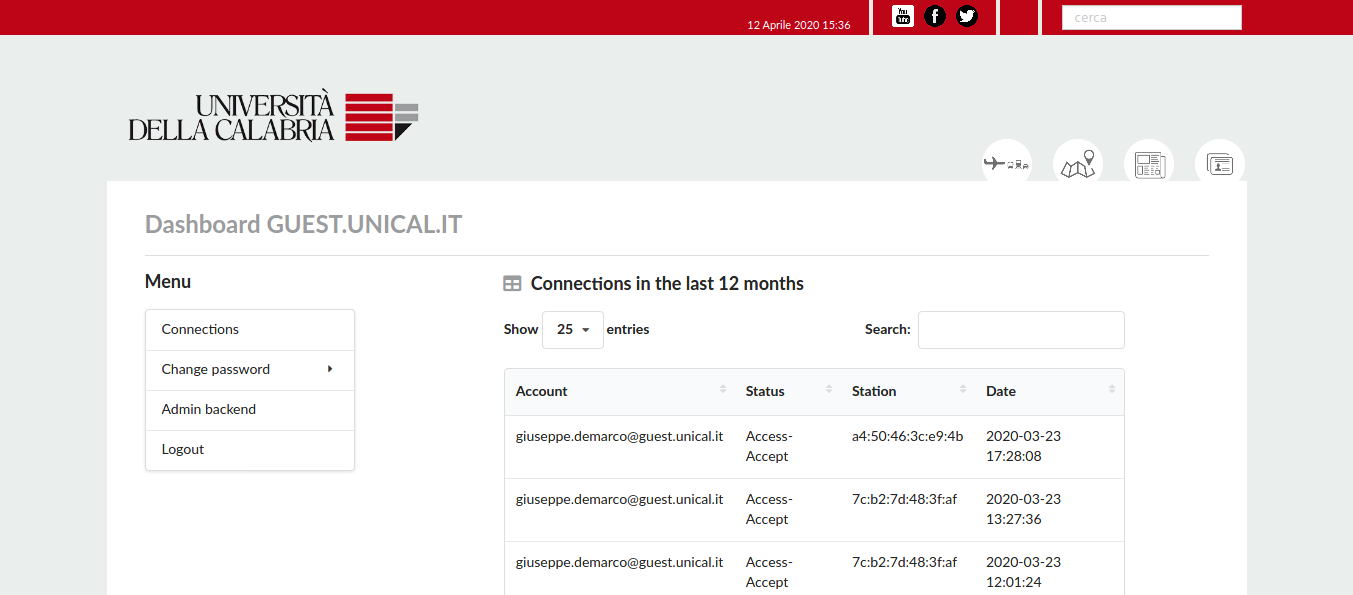 12 Aprile 2020 15:36
You
Tube
cerca
UNIVERSITÀ
DELLA CALABRIA
Dashboard GUEST.UNICAL.IT
Menu
Connections
Change password
Admin backend
Logout
Connections in the last 12 months
Show 25 entries Search:
Account Status Station Date
giuseppe.demarco@guest.unical.it Access- a4:50:46:3c:e9:4b 2020-03-23
Accept 17:28:08
giuseppe.demarco@guest.unical.it Access- 7c:b2:7d:48:3f:af 2020-03-23
Accept 13:27:36
giuseppe.demarco@guest.unical.it Access- 7c:b2:7d:48:3f:af 2020-03-23
Accept 12:01:24